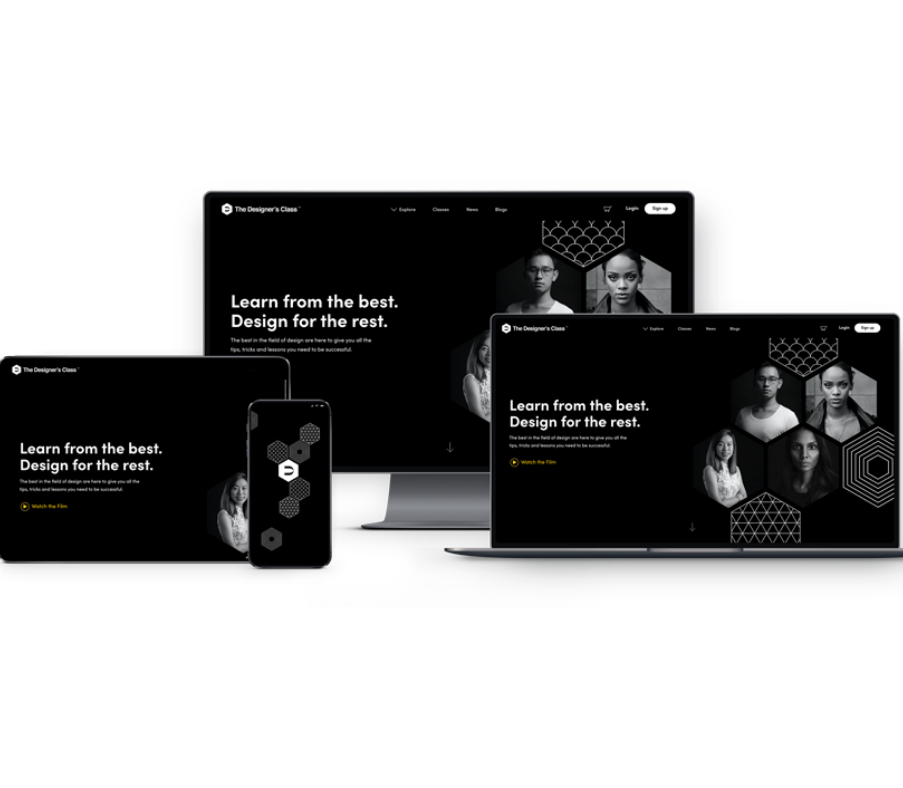 The Designer's Class™
Explore Classes News Blogs
Login Sign up
Learn from the best.
Design for the rest.
The best in the field of design are here to give you all the
tips, tricks and lessons you need to be successful.
The Designer's Class™
Explore Classes News Blogs
Login Sign up
Learn from the best.
Design for the rest.
The best in the field of design are here to give you all the
tips, tricks and lessons you need to be successful.
Watch the Film
The Designer's Class™
Learn from the best.
Design for the rest.
The best in the field of design are here to give you all the
tips, tricks and lessons you need to be successful.
Watch the Film